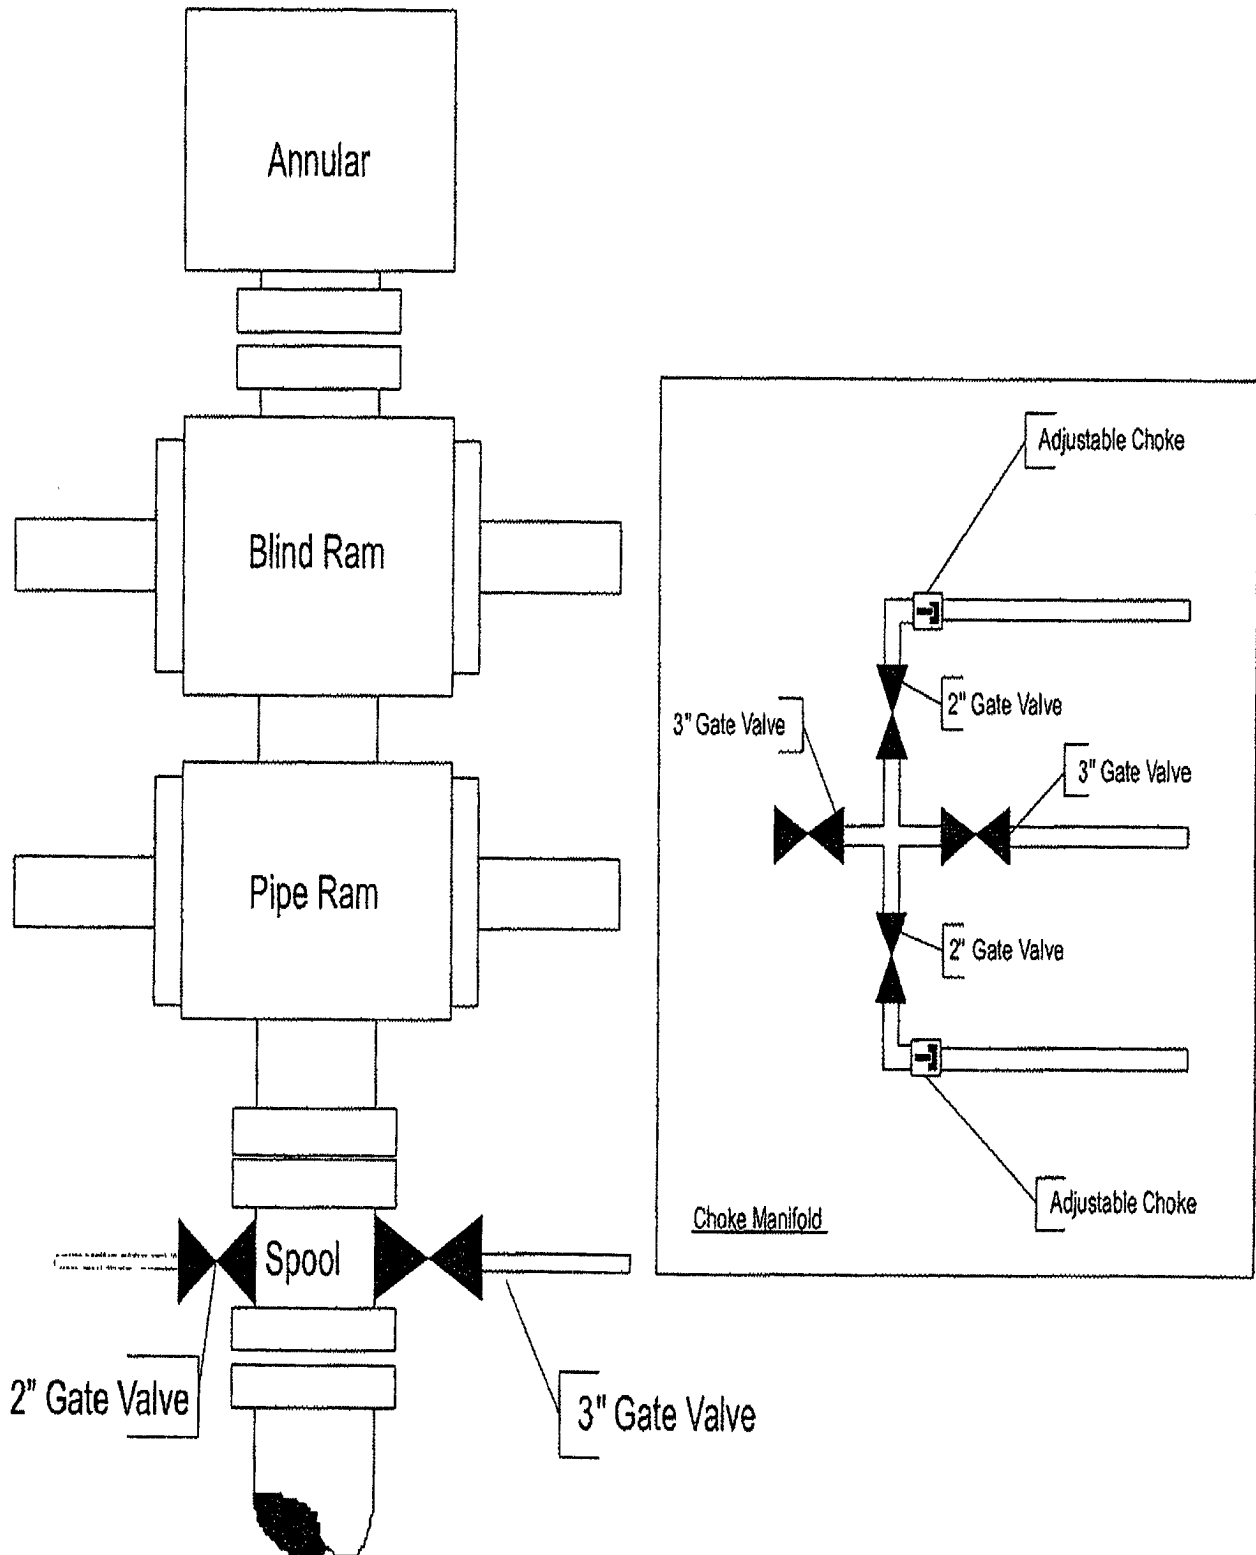 Annular
Blind Ram
Pipe Ram
Spool
2" Gate Valve
3" Gate Valve
Adjustable Choke
2" Gate Valve
3" Gate Valve
3" Gate Valve
2" Gate Valve
Adjustable Choke
Choke Manifold